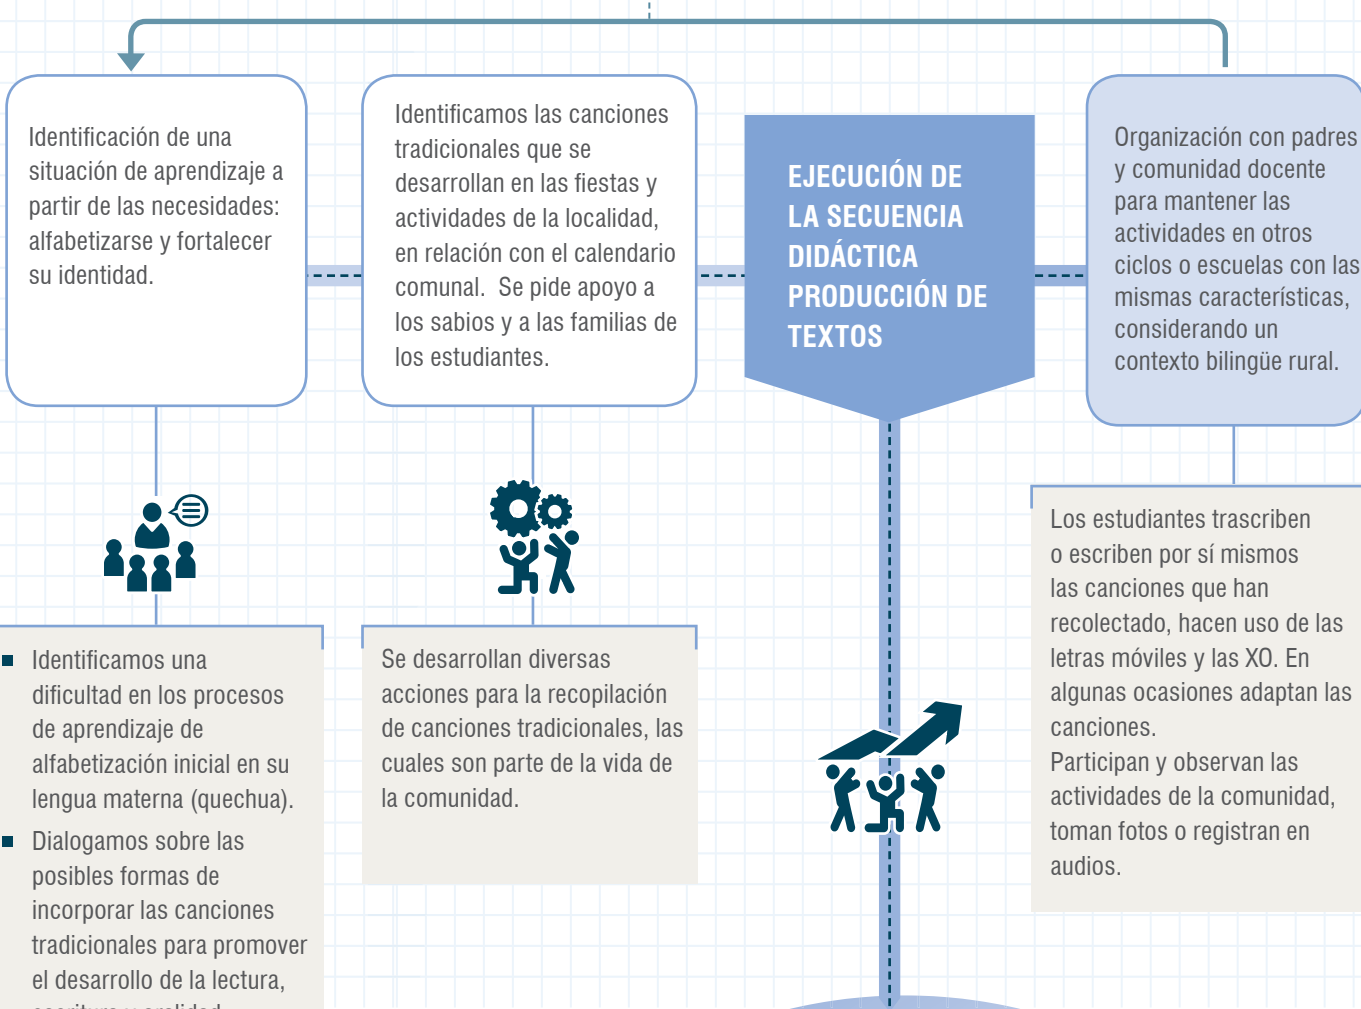 Identificación de una
situación de aprendizaje a
partir de las necesidades:
alfabetizarse y fortalecer
su identidad.
Identificamos las canciones
tradicionales que se
desarrollan en las fiestas y
actividades de la localidad,
en relación con el calendario
comunal. Se pide apoyo a
los sabios y a las familias de
los estudiantes.
EJECUCIÓN DE
LA SECUENCIA
DIDÁCTICA
PRODUCCIÓN DE
TEXTOS
Organización con padres
y comunidad docente
para mantener las
actividades en otros
ciclos o escuelas con las
mismas características,
considerando un
contexto bilingüe rural.
Identificamos una
dificultad en los procesos
de aprendizaje de
alfabetización inicial en su
lengua materna (quechua).
Dialogamos sobre las
posibles formas de
incorporar las canciones
tradicionales para promover
el desarrollo de la lectura,
escritura y oralidad
Se desarrollan diversas
acciones para la recopilación
de canciones tradicionales, las
cuales son parte de la vida de
la comunidad.
Los estudiantes trascriben
o escriben por sí mismos
las canciones que han
recolectado, hacen uso de las
letras móviles y las XO. En
algunas ocasiones adaptan las
canciones.
Participan y observan las
actividades de la comunidad,
toman fotos o registran en
audios.